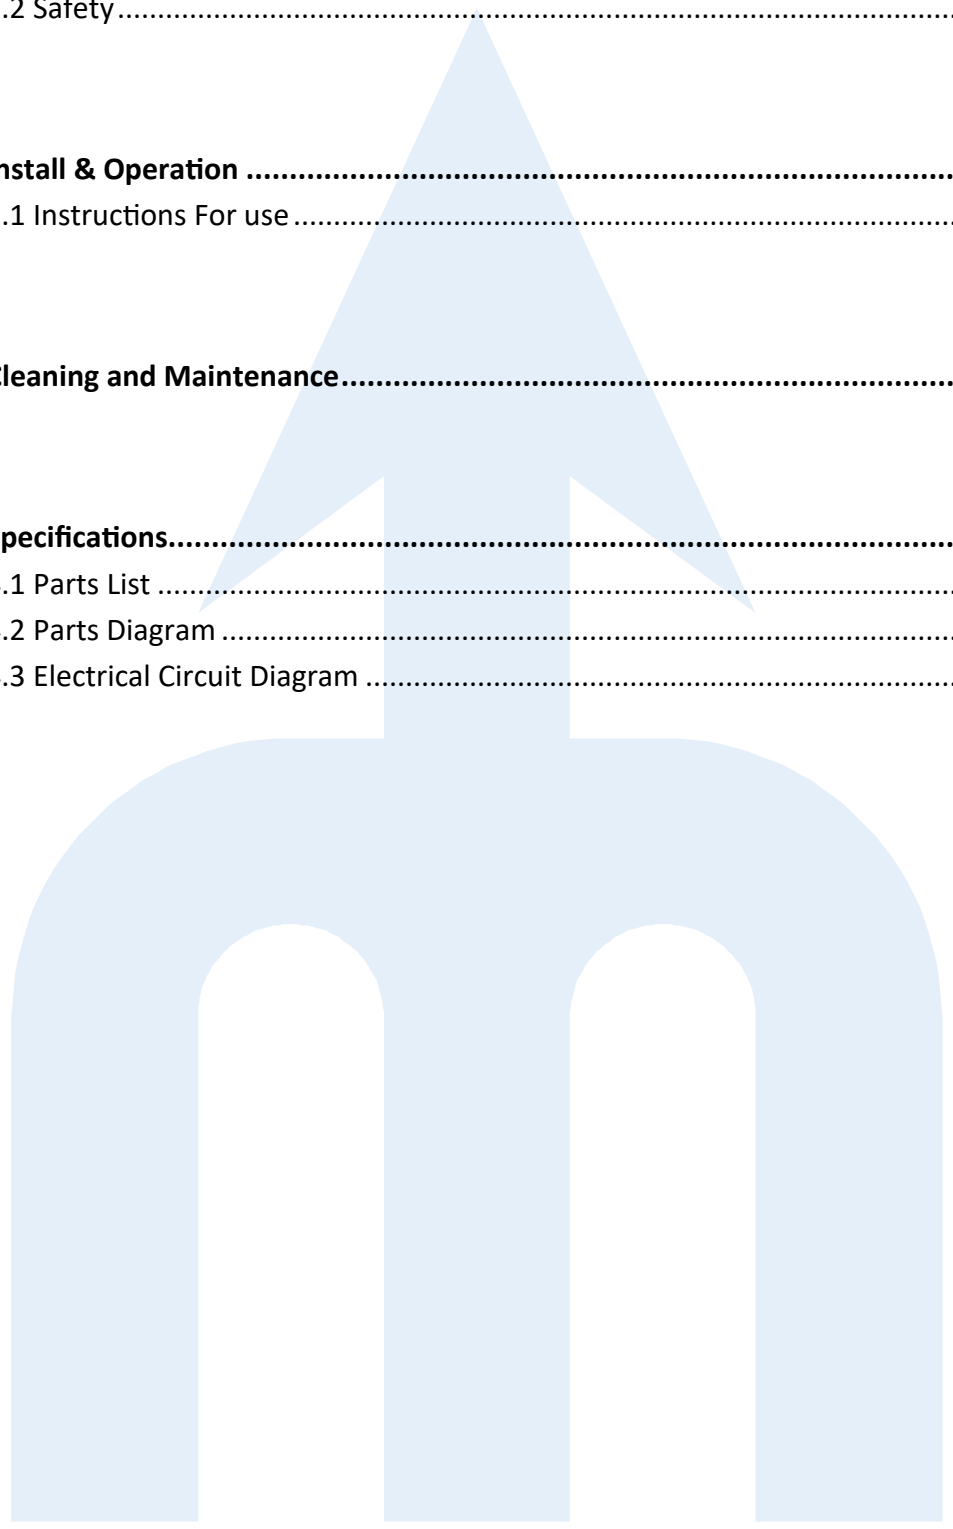 .2 Safety................................................................................................
nstall & Operation ................................................................................
.1 Instructions For use................................................................................
leaning and Maintenance................................................................................
pecifications................................................................................
.1 Parts List ................................................................................
.2 Parts Diagram ................................................................................
.3 Electrical Circuit Diagram ................................................................................